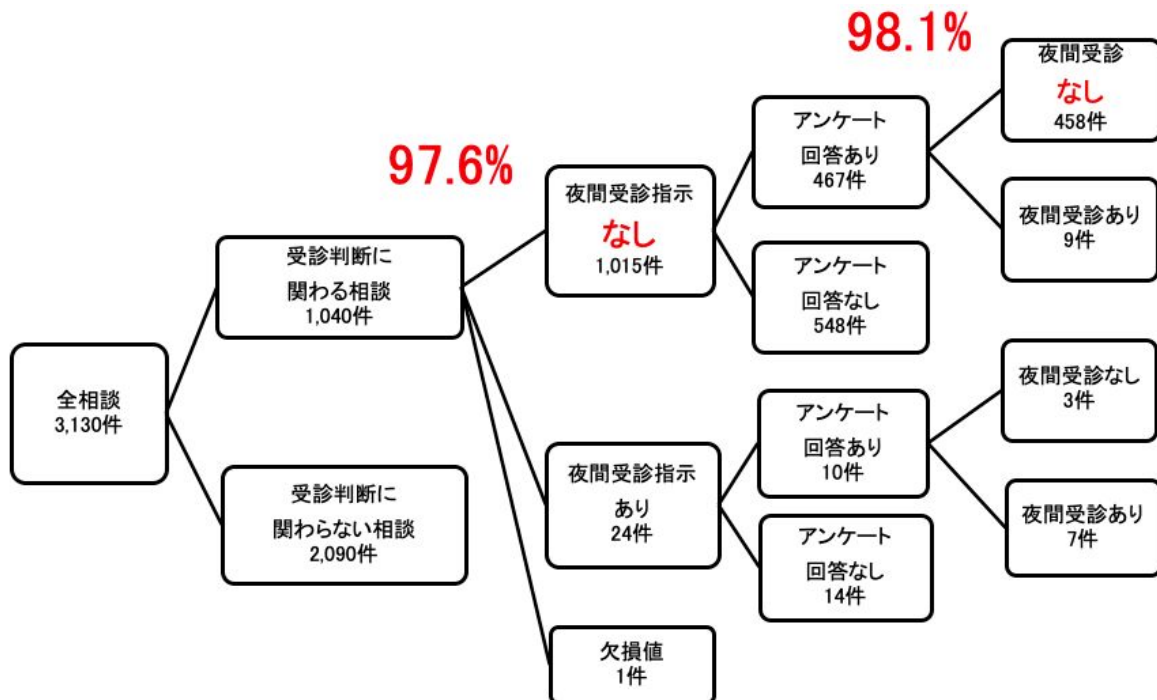 全相談
3,130件
受診判断に
関わる相談
1,040件
受診判断に
関わらない相談
2,090件
97.6%
夜間受診指示
なし
1,015件
夜間受診指示
あり
24件
欠損値
1件
98.1%
アンケート
回答あり
467件
アンケート
回答なし
548件
アンケート
回答あり
10件
アンケート
回答なし
14件
夜間受診
なし
458件
夜間受診あり
9件
夜間受診なし
3件
夜間受診あり
7件